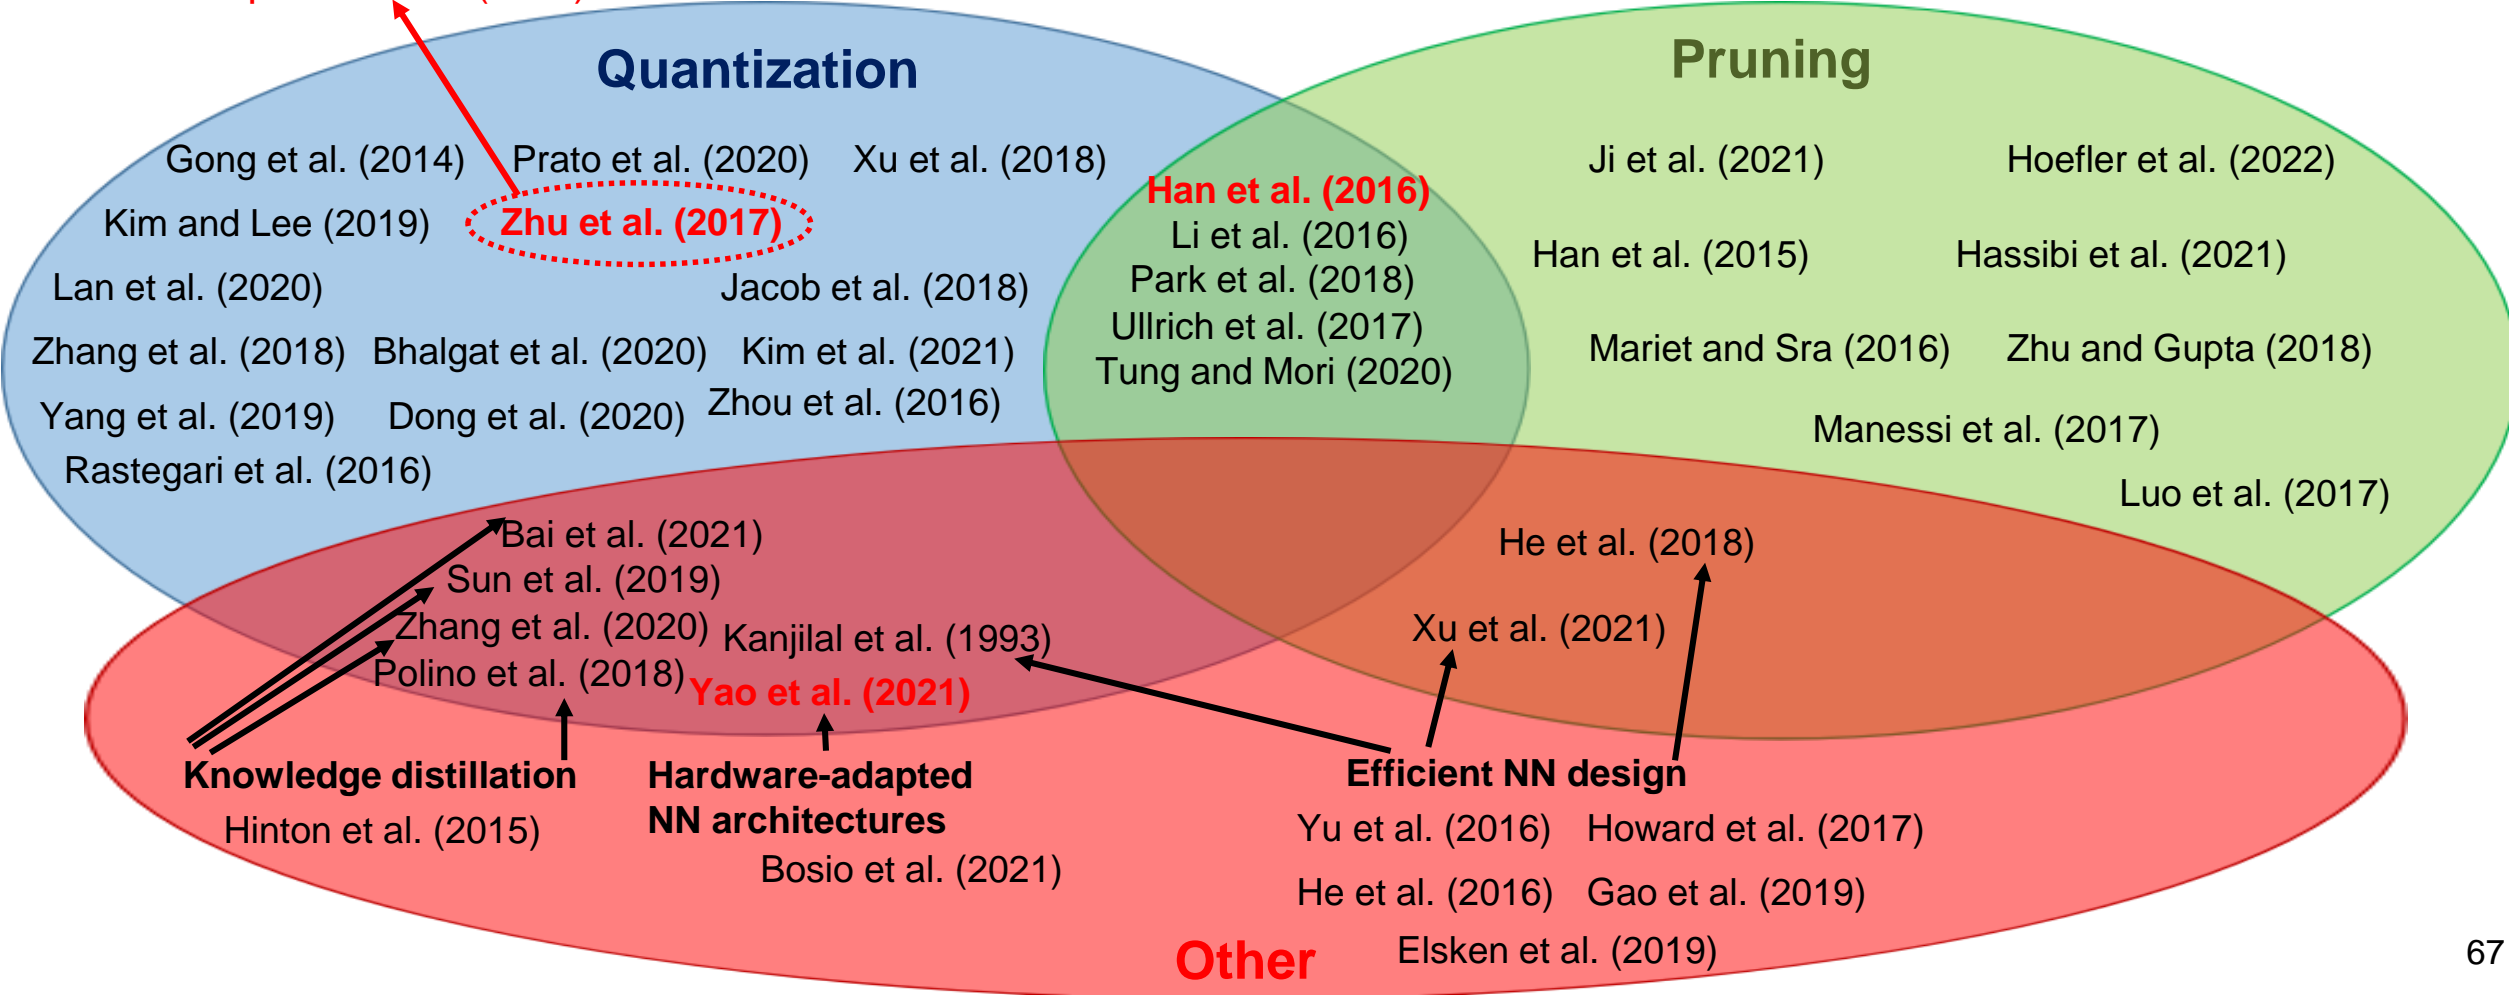 Quantization
Pruning
Gong et al. (2014)
Prato et al. (2020)
Xu et al. (2018)
Kim and Lee (2019)
Zhu et al. (2017)
Lan et al. (2020)
Jacob et al. (2018)
Zhang et al. (2018)
Bhalgat et al. (2020)
Kim et al. (2021)
Yang et al. (2019)
Dong et al. (2020)
Zhou et al. (2016)
Rastegari et al. (2016)
Han et al. (2016)
Li et al. (2016)
Park et al. (2018)
Ullrich et al. (2017)
Tung and Mori (2020)
Ji et al. (2021)
Hoefler et al. (2022)
Han et al. (2015)
Hassibi et al. (2021)
Mariet and Sra (2016)
Zhu and Gupta (2018)
Manessi et al. (2017)
Luo et al. (2017)
Bai et al. (2021)
Sun et al. (2019)
Zhang et al. (2020)
Polino et al. (2018)
Kanjilal et al. (1993)
Yao et al. (2021)
He et al. (2018)
Xu et al. (2021)
Knowledge distillation
Hinton et al. (2015)
Hardware-adapted
NN architectures
Bosio et al. (2021)
Efficient NN design
Yu et al. (2016)
Howard et al. (2017)
He et al. (2016)
Gao et al. (2019)
Elsken et al. (2019)
Other
67